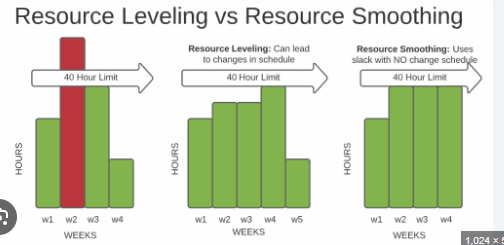 Resource Leveling vs Resource Smoothing
Resource Leveling: Can lead
to changes in schedule
Resource Smoothing: Uses
slack with NO change schedule
40 Hour Limit
40 Hour Limit
40 Hour Limit
HOURS
HOURS
HOURS
w1 w2 w3 w4
w1 w2 w3 w4 w5
w1 w2 w3 w4
WEEKS
WEEKS
WEEKS
1,024 ×